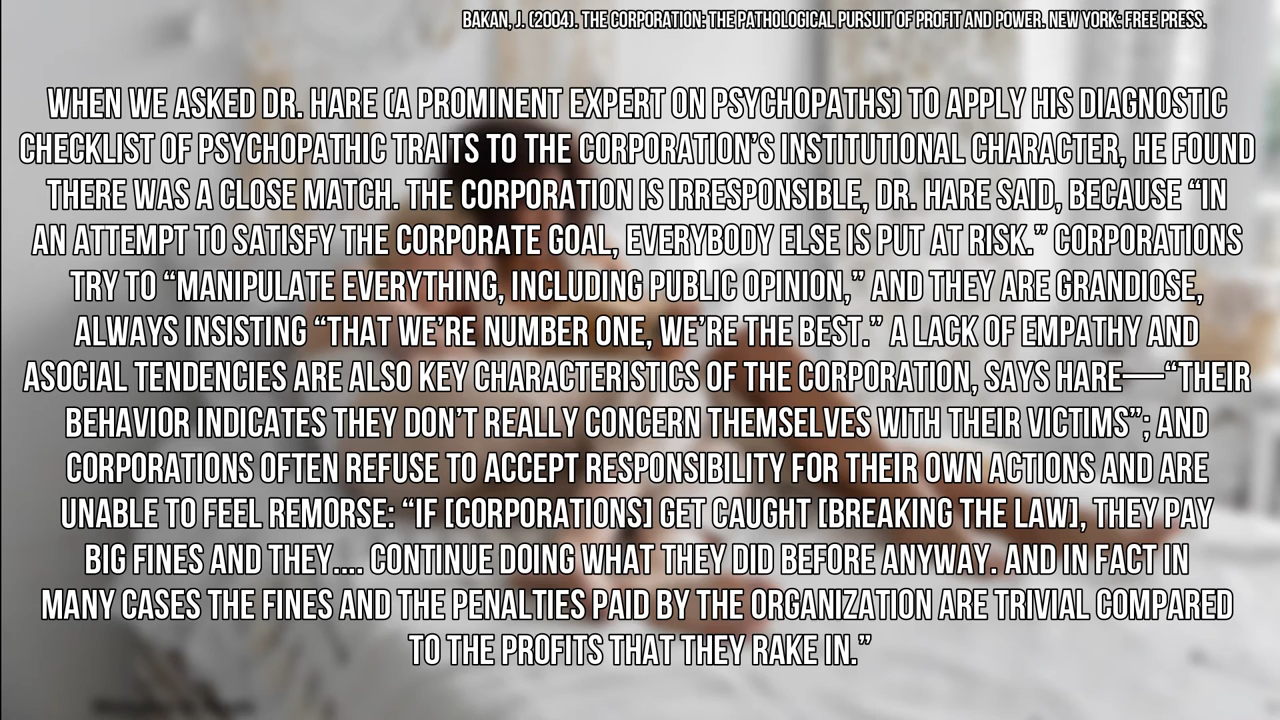 BAKAN, J. (2004). THE CORPORATION: THE PATHOLOGICAL PURSUIT OF PROFIT AND POWER. NEW YORK: FREE PRESS.
WHEN WE ASKED DR. HARE (A PROMINENT EXPERT ON PSYCHOPATHS) TO APPLY HIS DIAGNOSTIC
CHECKLIST OF PSYCHOPATHIC TRAITS TO THE CORPORATION’S INSTITUTIONAL CHARACTER, HE FOUND
THERE WAS A CLOSE MATCH. THE CORPORATION IS IRRESPONSIBLE, DR. HARE SAID, BECAUSE “IN
AN ATTEMPT TO SATISFY THE CORPORATE GOAL, EVERYBODY ELSE IS PUT AT RISK.” CORPORATIONS
TRY TO “MANIPULATE EVERYTHING, INCLUDING PUBLIC OPINION,” AND THEY ARE GRANDIOSE,
ALWAYS INSISTING “THAT WE’RE NUMBER ONE, WE’RE THE BEST.” A LACK OF EMPATHY AND
ASOCIAL TENDENCIES ARE ALSO KEY CHARACTERISTICS OF THE CORPORATION, SAYS HARE—“THEIR
BEHAVIOR INDICATES THEY DON’T REALLY CONCERN THEMSELVES WITH THEIR VICTIMS”; AND
CORPORATIONS OFTEN REFUSE TO ACCEPT RESPONSIBILITY FOR THEIR OWN ACTIONS AND ARE
UNABLE TO FEEL REMORSE: “IF [CORPORATIONS] GET CAUGHT [BREAKING THE LAW], THEY PAY
BIG FINES AND THEY.... CONTINUE DOING WHAT THEY DID BEFORE ANYWAY. AND IN FACT IN
MANY CASES THE FINES AND THE PENALTIES PAID BY THE ORGANIZATION ARE TRIVIAL COMPARED
TO THE PROFITS THAT THEY RAKE IN.”